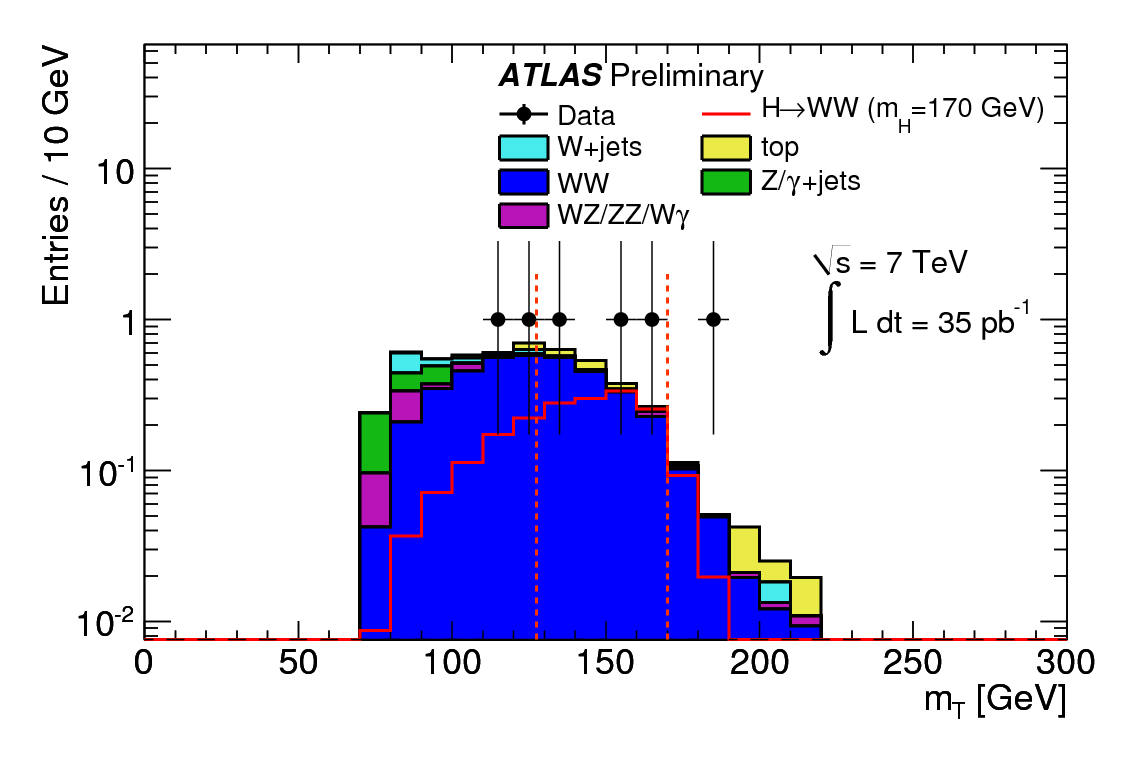 ATLAS Preliminary
Data
H→WW (m_H=170 GeV)
W+jets
top
WW
Z/γ+jets
WZ/ZZ/Wγ
√s = 7 TeV
∫ L dt = 35 pb⁻¹
Entries / 10 GeV
10
1
10⁻¹
10⁻²
0 50 100 150 200 250 300
m_T [GeV]